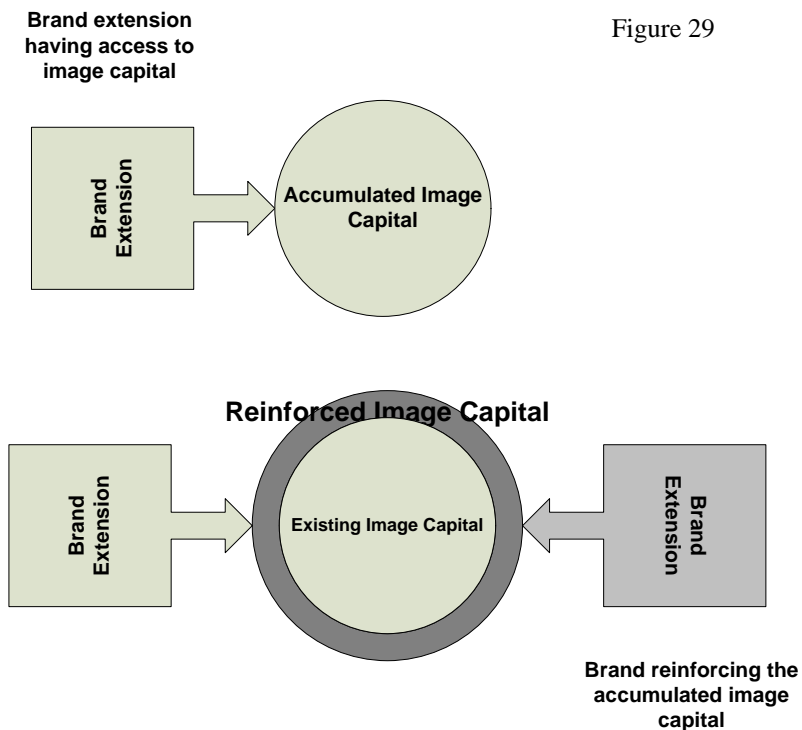 Brand extension
having access to
image capital
Figure 29
Brand
Extension
Accumulated Image
Capital
Reinforced Image Capital
Brand
Extension
Existing Image Capital
Brand
Extension
Brand reinforcing the
accumulated image
capital